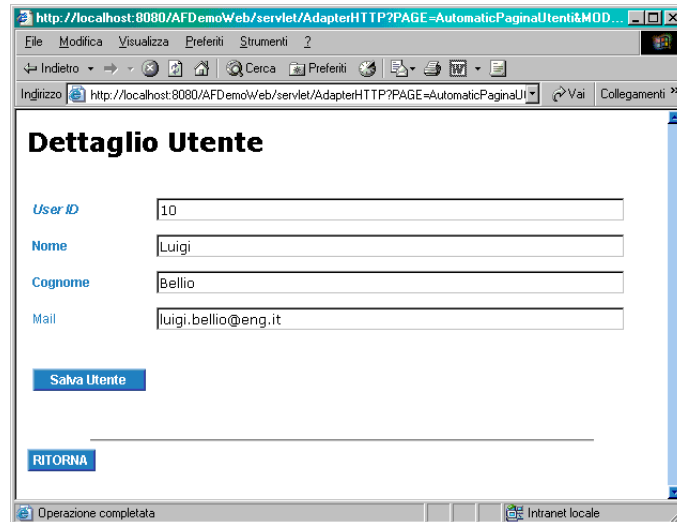 http://localhost:8080/AFDemoWeb/servlet/AdapterHTTP?PAGE=AutomaticPaginaUtenti&MOD...
File Modifica Visualizza Preferiti Strumenti ?
Indietro Cerca Preferiti
Indirizzo http://localhost:8080/AFDemoWeb/servlet/AdapterHTTP?PAGE=AutomaticPaginaUt Vai Collegamenti »
Dettaglio Utente
User ID 10
Nome Luigi
Cognome Bellio
Mail luigi.bellio@eng.it
Salva Utente
RITORNA
Operazione completata Intranet locale